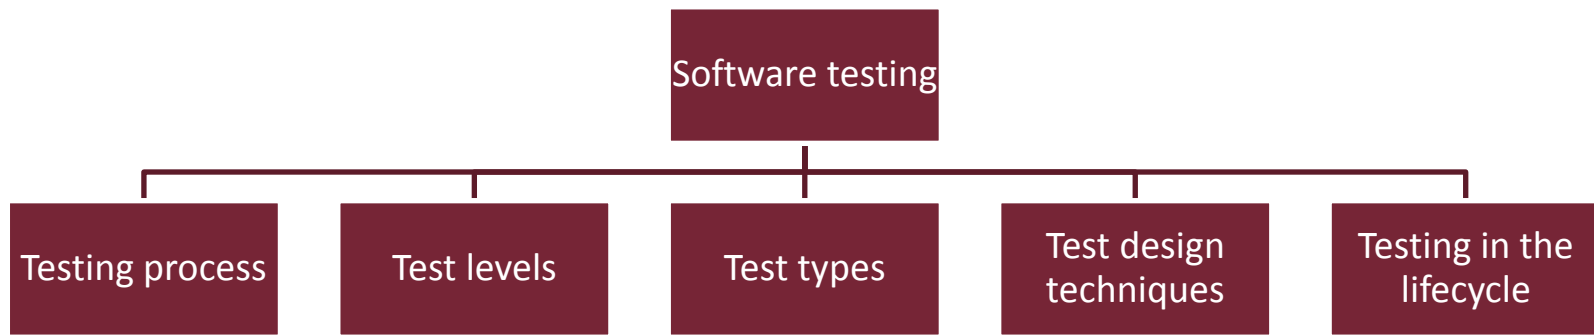 Software testing
Testing process
Test levels
Test types
Test design
techniques
Testing in the
lifecycle